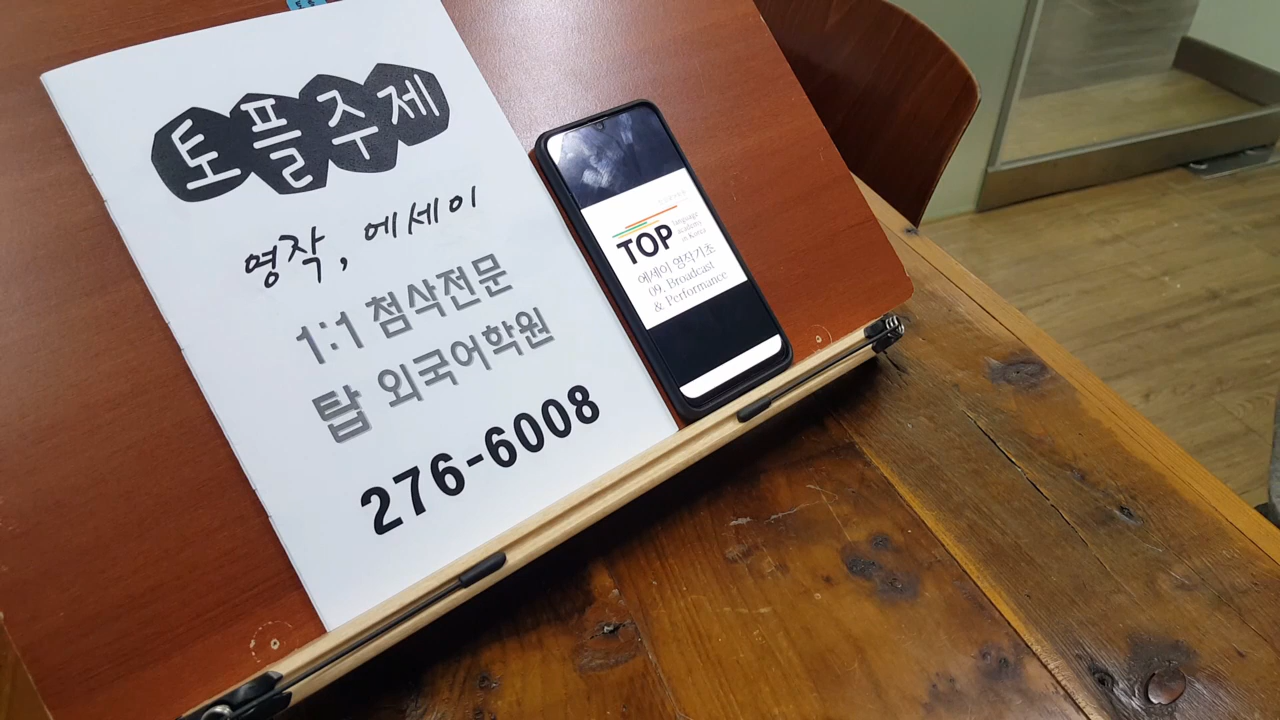 토플주제
영작, 에세이
1:1 첨삭전문
탑 외국어학원
276-6008
TOP
language
academy
in Korea
에세이 영작기초
09. Broadcast
& Performance